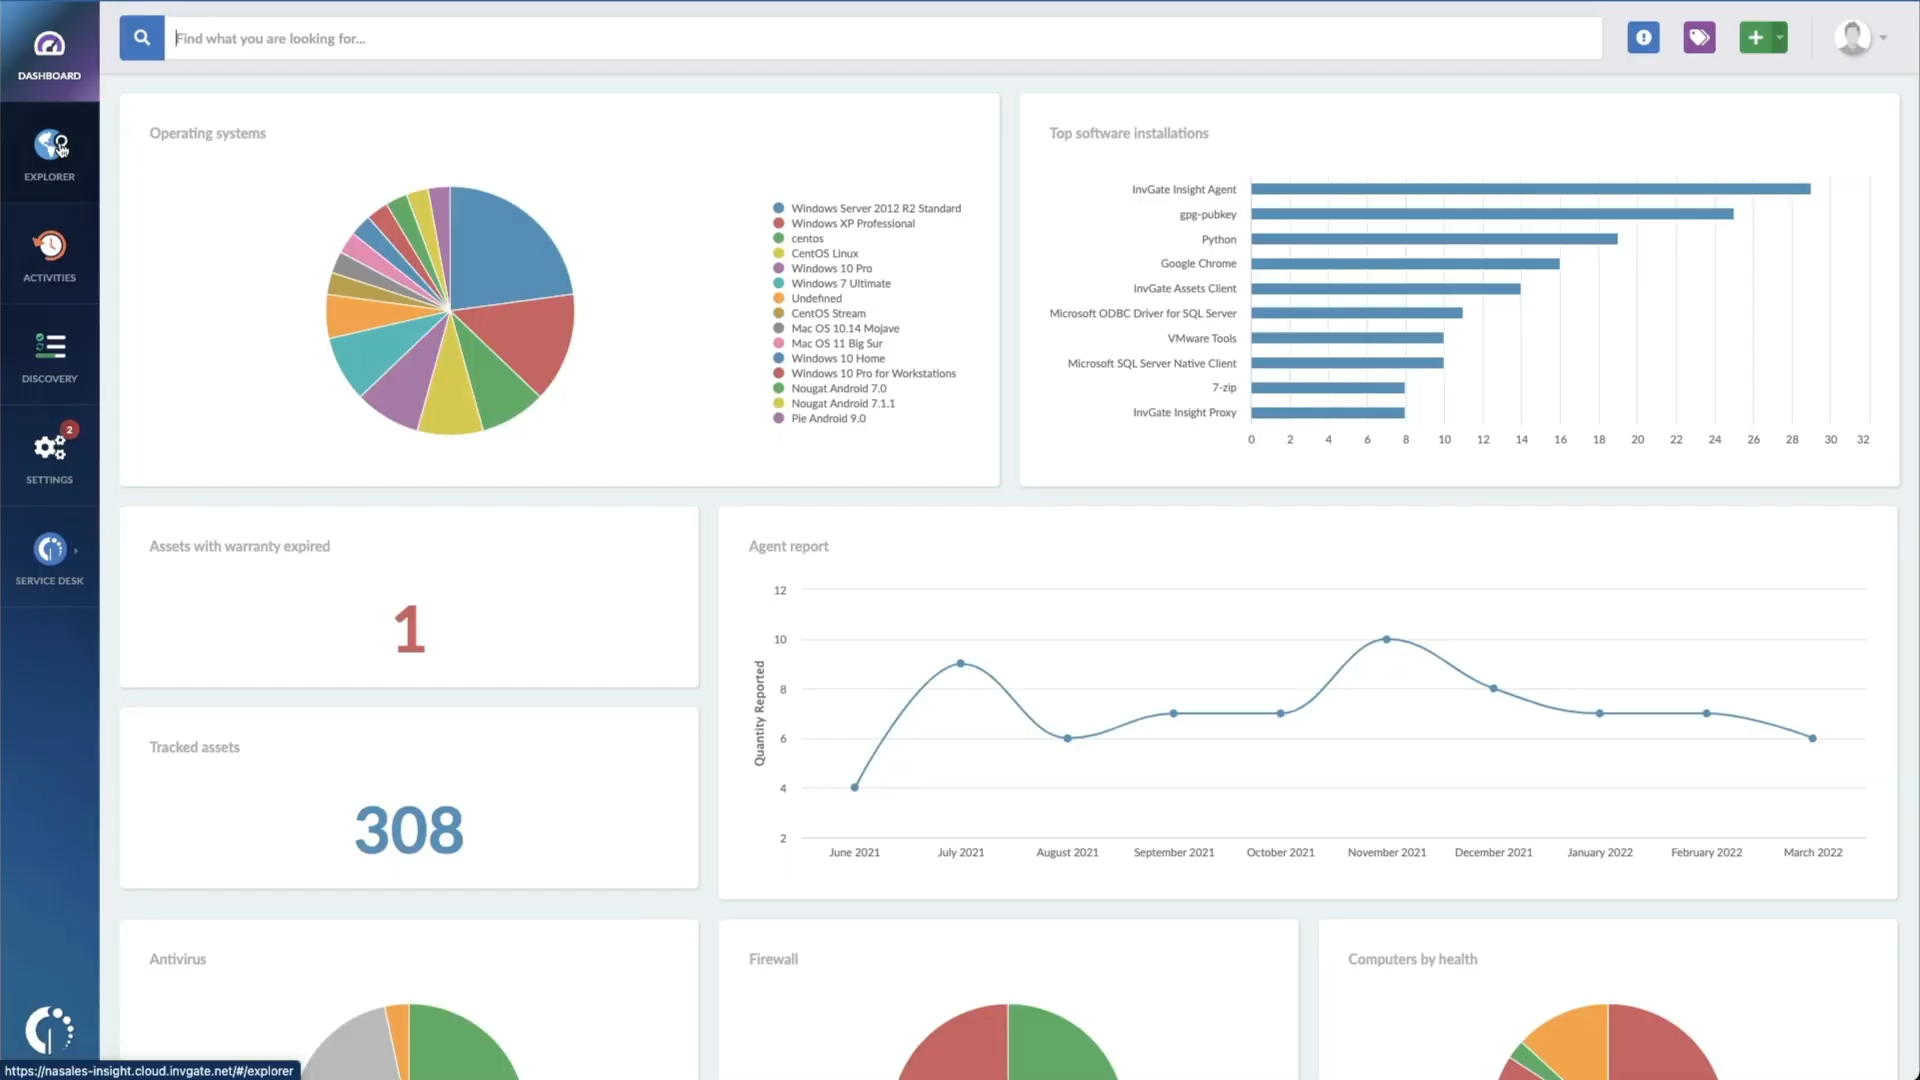 DASHBOARD
EXPLORER
ACTIVITIES
DISCOVERY
2
SETTINGS
SERVICE DESK
Find what you are looking for...
Operating systems
Windows Server 2012 R2 Standard
Windows XP Professional
centos
CentOS Linux
Windows 10 Pro
Windows 7 Ultimate
Undefined
CentOS Stream
Mac OS 10.14 Mojave
Mac OS 11 Big Sur
Windows 10 Home
Windows 10 Pro for Workstations
Nougat Android 7.0
Nougat Android 7.1.1
Pie Android 9.0
Top software installations
InvGate Insight Agent
gpg-pubkey
Python
Google Chrome
InvGate Assets Client
Microsoft ODBC Driver for SQL Server
VMware Tools
Microsoft SQL Server Native Client
7-zip
InvGate Insight Proxy
0 2 4 6 8 10 12 14 16 18 20 22 24 26 28 30 32
Assets with warranty expired
1
Tracked assets
308
Agent report
Quantity Reported
12
10
8
6
4
2
June 2021 July 2021 August 2021 September 2021 October 2021 November 2021 December 2021 January 2022 February 2022 March 2022
Antivirus
Firewall
Computers by health
https://nasales-insight.cloud.invgate.net/#/explorer